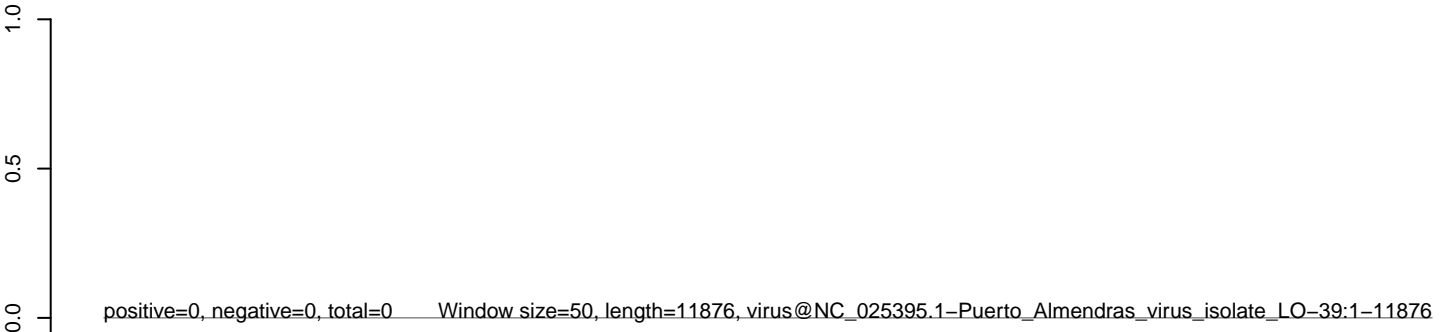 1.0
0.5
0.0
positive=0, negative=0, total=0 Window size=50, length=11876, virus@NC_025395.1−Puerto_Almendras_virus_isolate_LO−39:1−11876